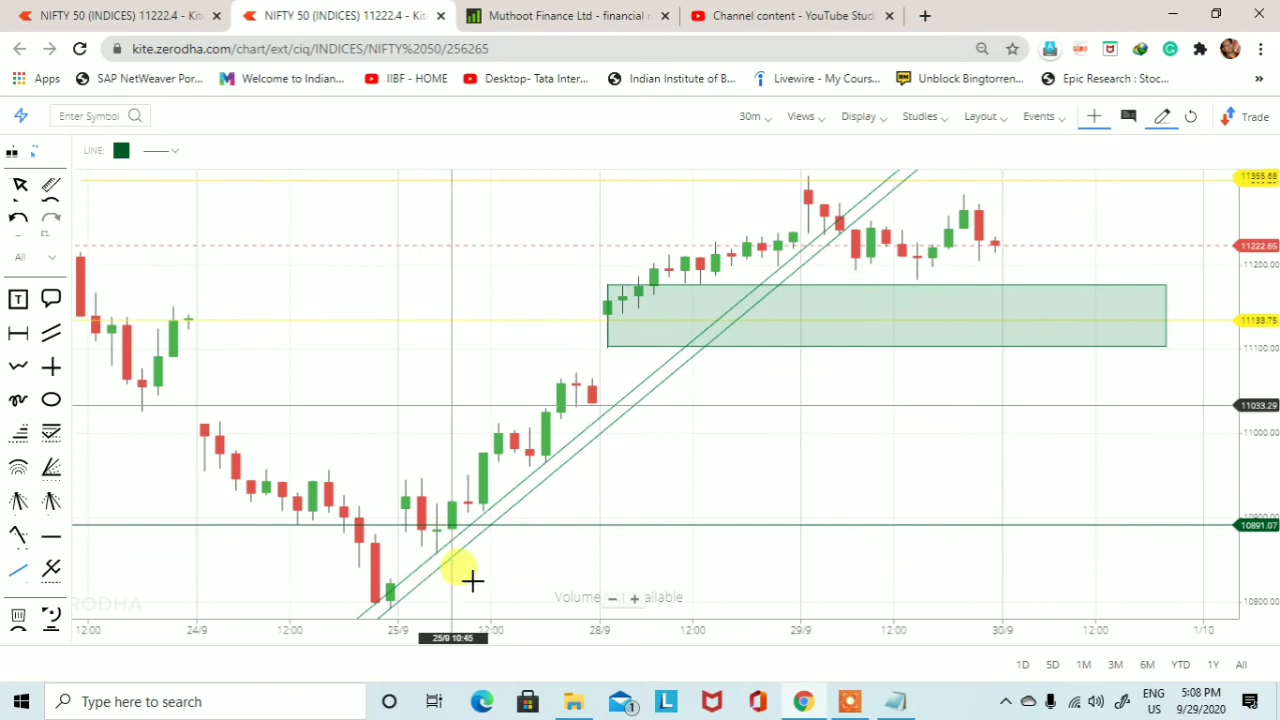 NIFTY 50 (INDICES) 11222.4 - Kit
NIFTY 50 (INDICES) 11222.4 - Kit
Muthoot Finance Ltd - financial r
Channel content - YouTube Studi
kite.zerodha.com/chart/ext/ciq/INDICES/NIFTY%2050/256265
Apps
SAP NetWeaver Por...
Welcome to Indian...
IIBF - HOME
Desktop- Tata Inter...
Indian Institute of B...
Livewire - My Cours...
Unblock Bingtorren...
Epic Research : Stoc...
»
Enter Symbol
30m
Views
Display
Studies
Layout
Events
Trade
LINE:
All
T
11355.68
11222.65
11200.00
11133.75
11100.00
11033.29
11000.00
10891.07
10800.00
RODHA
12:00
24/9
12:00
25/9
25/9 10:45
12:00
28/9
12:00
29/9
12:00
30/9
12:00
1/10
1D
5D
1M
3M
6M
YTD
1Y
All
Type here to search
1
L
ENG
US
5:08 PM
9/29/2020